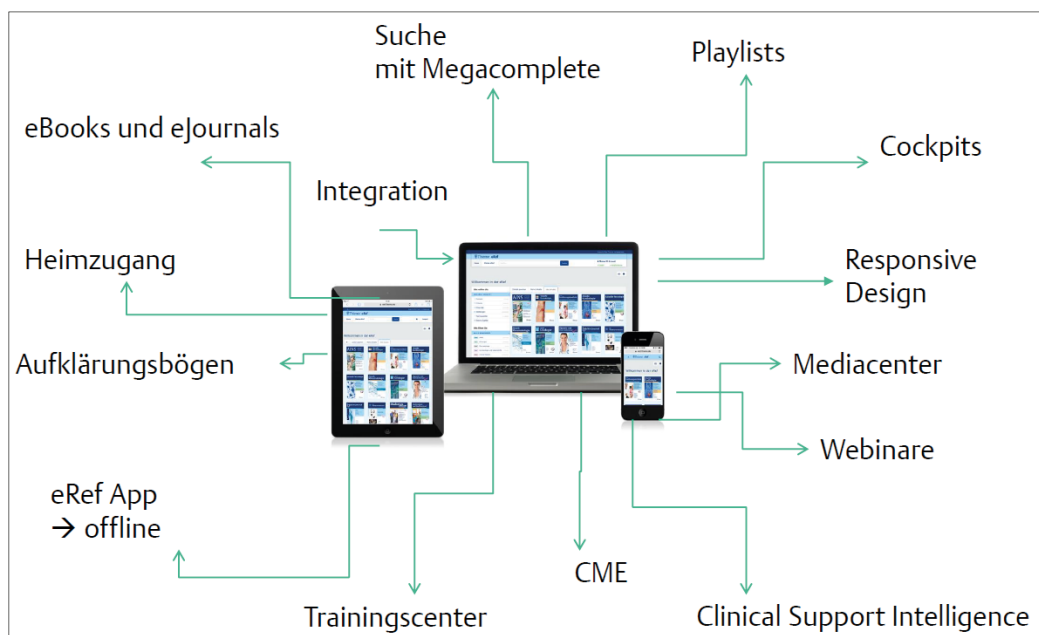 Suche
mit Megacomplete
Playlists
eBooks und eJournals
Cockpits
Integration
Heimzugang
Responsive
Design
Aufklärungsbögen
Mediacenter
Webinare
eRef App
→ offline
CME
Trainingscenter
Clinical Support Intelligence